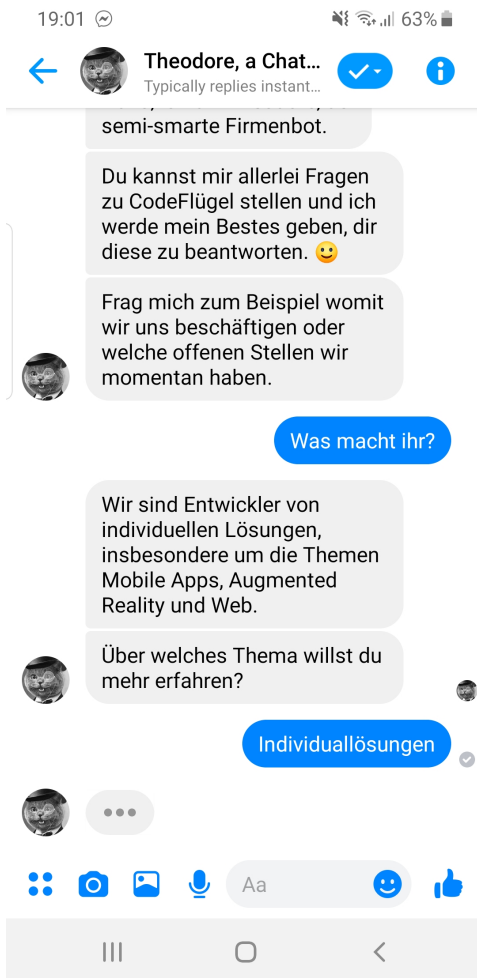 19:01
63%
Theodore, a Chat...
Typically replies instant...
semi-smarte Firmenbot.
Du kannst mir allerlei Fragen
zu CodeFlügel stellen und ich
werde mein Bestes geben, dir
diese zu beantworten. 🙂
Frag mich zum Beispiel womit
wir uns beschäftigen oder
welche offenen Stellen wir
momentan haben.
Was macht ihr?
Wir sind Entwickler von
individuellen Lösungen,
insbesondere um die Themen
Mobile Apps, Augmented
Reality und Web.
Über welches Thema willst du
mehr erfahren?
Individuallösungen
Aa